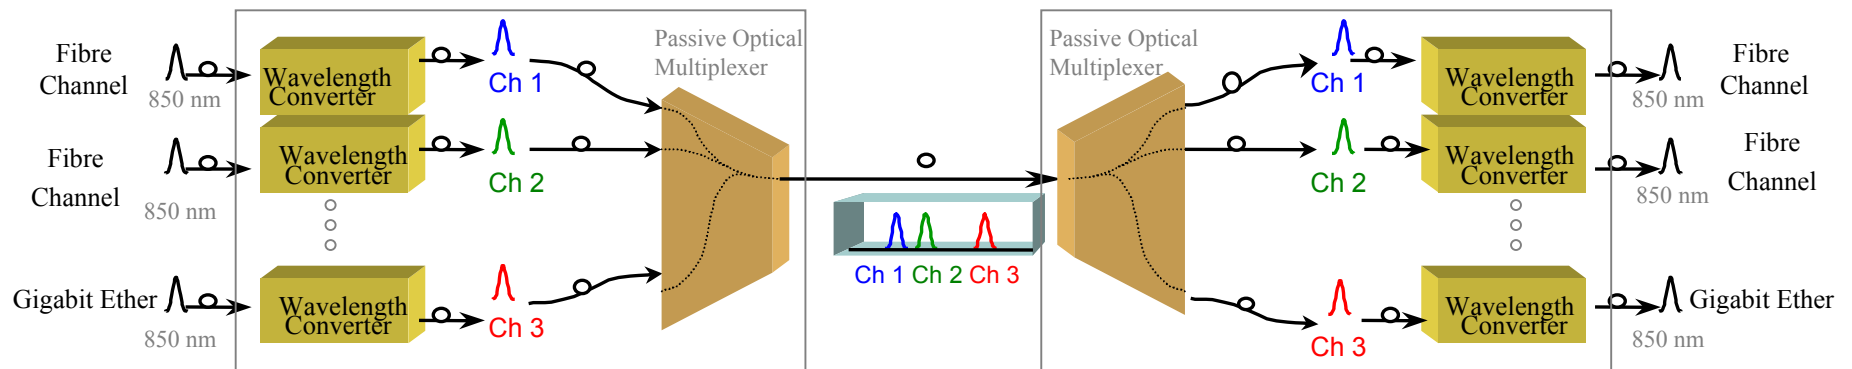 Fibre
Channel
850 nm
Fibre
Channel
850 nm
Gigabit Ether
850 nm
Wavelength
Converter
Wavelength
Converter
Wavelength
Converter
Ch 1
Ch 2
Ch 3
Passive Optical
Multiplexer
Ch 1 Ch 2 Ch 3
Passive Optical
Multiplexer
Ch 1
Ch 2
Ch 3
Wavelength
Converter
Wavelength
Converter
Wavelength
Converter
Fibre
Channel
850 nm
Fibre
Channel
850 nm
Gigabit Ether
850 nm